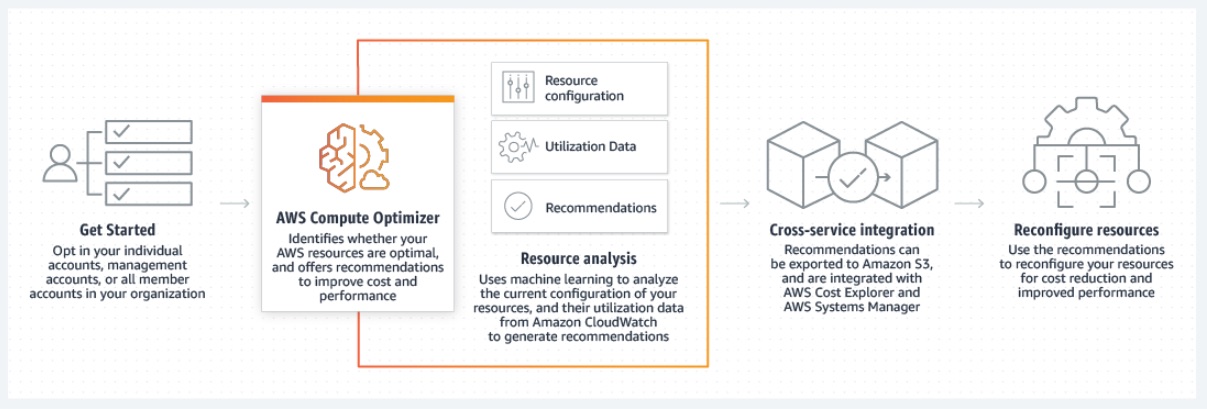 Get Started
Opt in your individual
accounts, management
accounts, or all member
accounts in your organization
AWS Compute Optimizer
Identifies whether your
AWS resources are optimal,
and offers recommendations
to improve cost and
performance
Resource
configuration
Utilization Data
Recommendations
Resource analysis
Uses machine learning to analyze
the current configuration of your
resources, and their utilization data
from Amazon CloudWatch
to generate recommendations
Cross-service integration
Recommendations can
be exported to Amazon S3,
and are integrated with
AWS Cost Explorer and
AWS Systems Manager
Reconfigure resources
Use the recommendations
to reconfigure your resources
for cost reduction and
improved performance